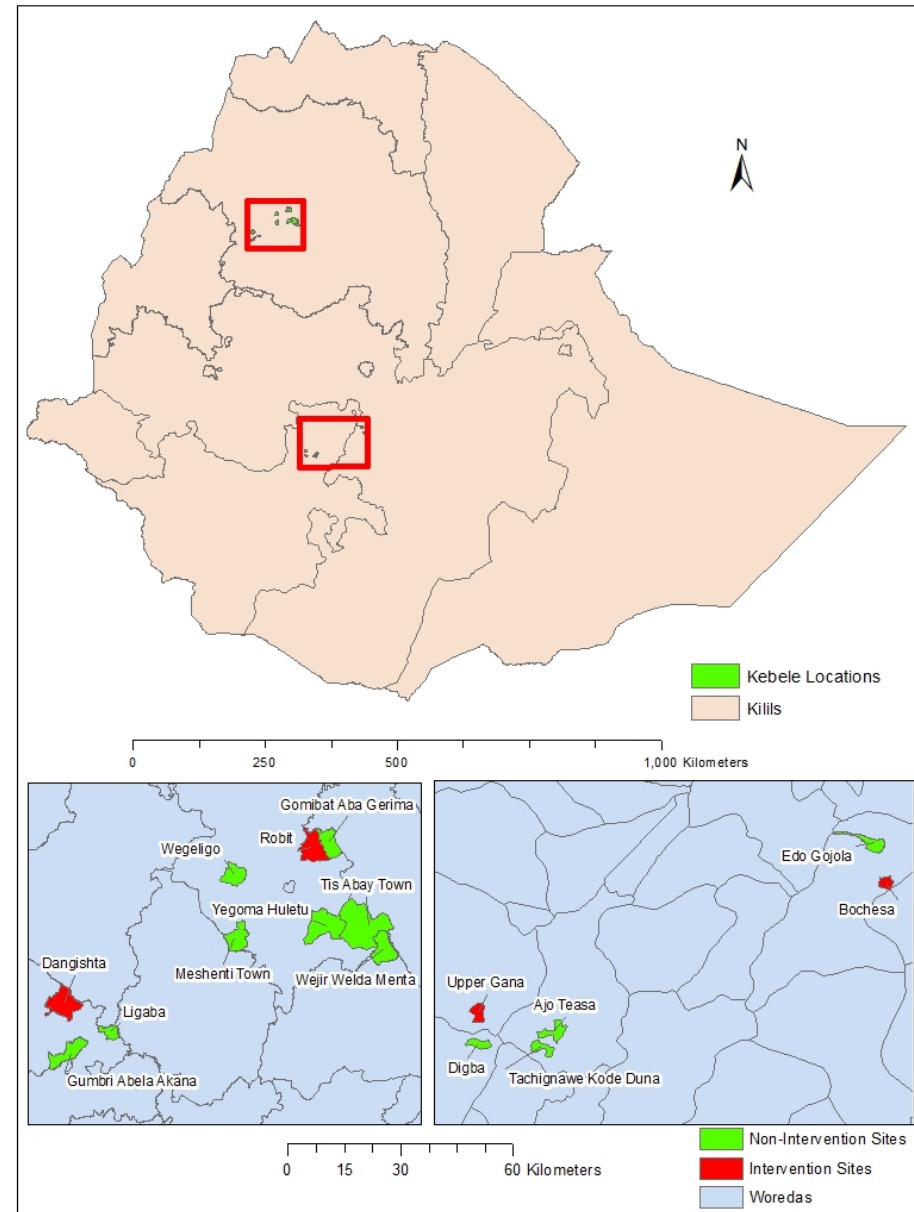 N
Kebele Locations
Kilils
0 250 500 1,000 Kilometers
Gomibat Aba Gerima
Robit
Wegeligo
Tis Abay Town
Yegoma Huletu
Meshenti Town
Wejir Welda Menta
Dangishta
Ligaba
Gumbri Abela Akana
Edo Gojola
Bochesa
Upper Gana
Ajo Teasa
Digba
Tachignawe Kode Duna
0 15 30 60 Kilometers
Non-Intervention Sites
Intervention Sites
Woredas